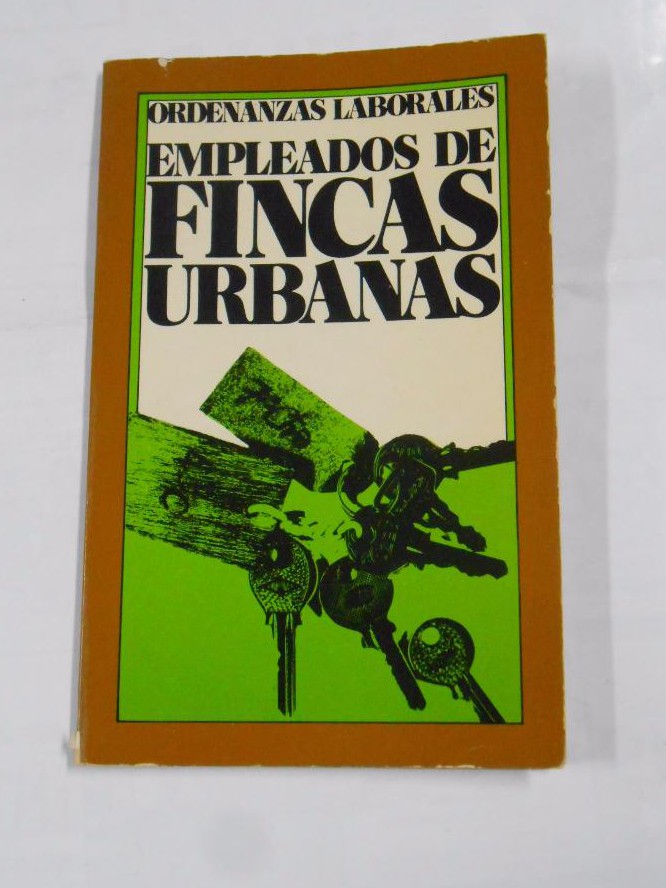 ORDENANZAS LABORALES
EMPLEADOS DE
FINCAS
URBANAS